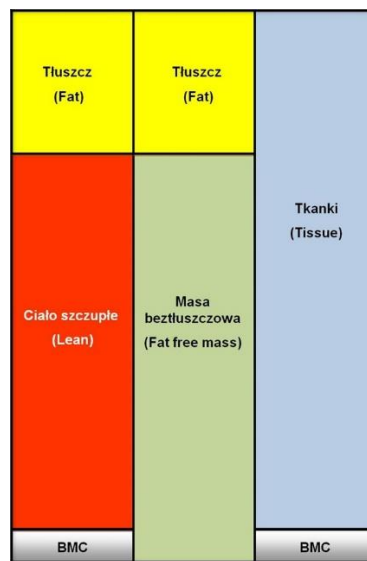 Tłuszcz
(Fat)
Tłuszcz
(Fat)
Tkanki
(Tissue)
Ciało szczupłe
(Lean)
Masa
beztłuszczowa
(Fat free mass)
BMC
BMC